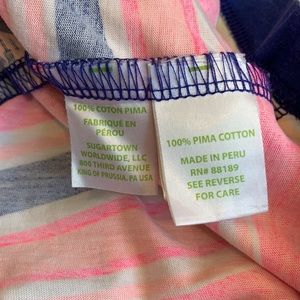 100% COTON PIMA
FABRIQUÉ EN
PÉROU
SUGARTOWN
WORLDWIDE, LLC
800 THIRD AVENUE
KING OF PRUSSIA, PA USA
100% PIMA COTTON
MADE IN PERU
RN# 88189
SEE REVERSE
FOR CARE